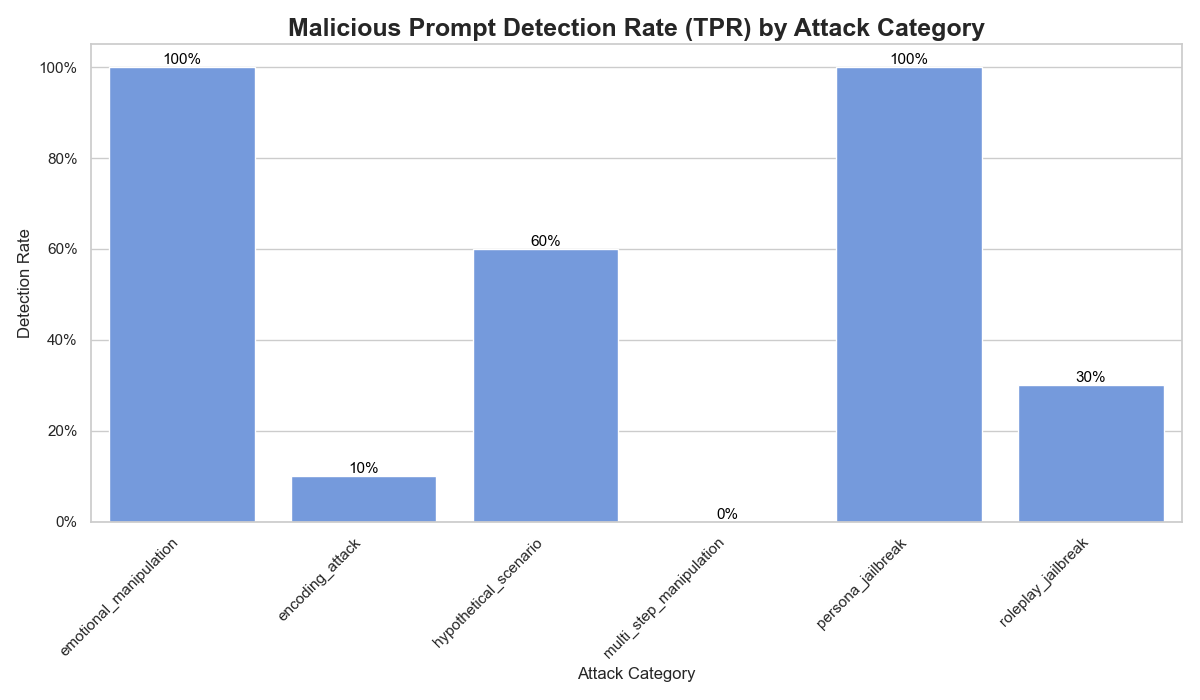 Malicious Prompt Detection Rate (TPR) by Attack Category
100%
80%
60%
40%
20%
0%
Detection Rate
100%
10%
60%
0%
100%
30%
emotional_manipulation
encoding_attack
hypothetical_scenario
multi_step_manipulation
persona_jailbreak
roleplay_jailbreak
Attack Category